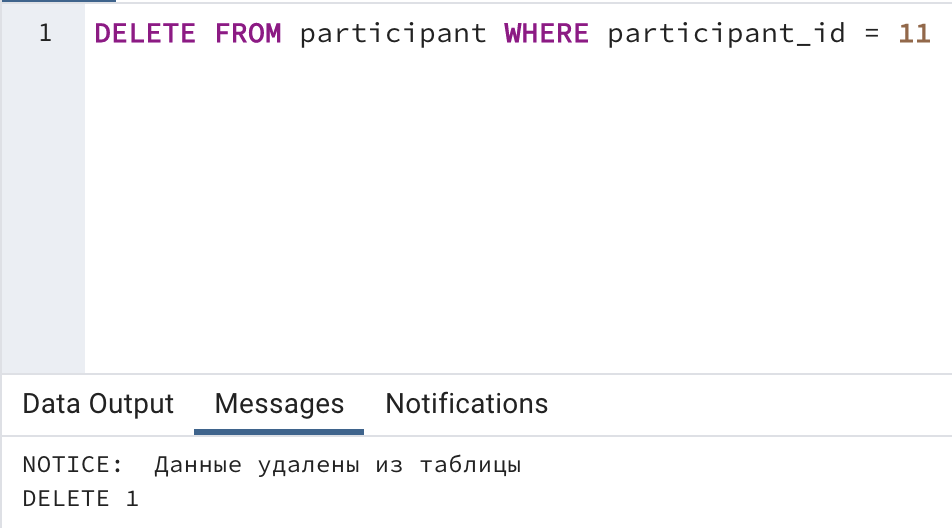 1 DELETE FROM participant WHERE participant_id = 11
Data Output Messages Notifications
NOTICE:  Данные удалены из таблицы
DELETE 1